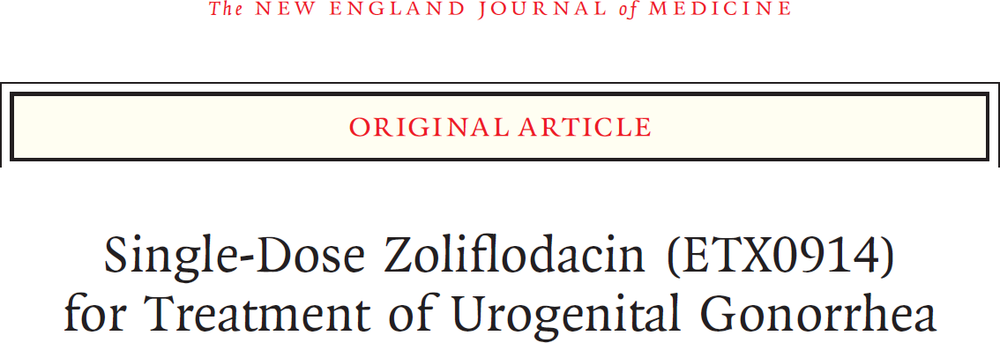 The NEW ENGLAND JOURNAL of MEDICINE
ORIGINAL ARTICLE
Single-Dose Zoliflodacin (ETX0914)
for Treatment of Urogenital Gonorrhea